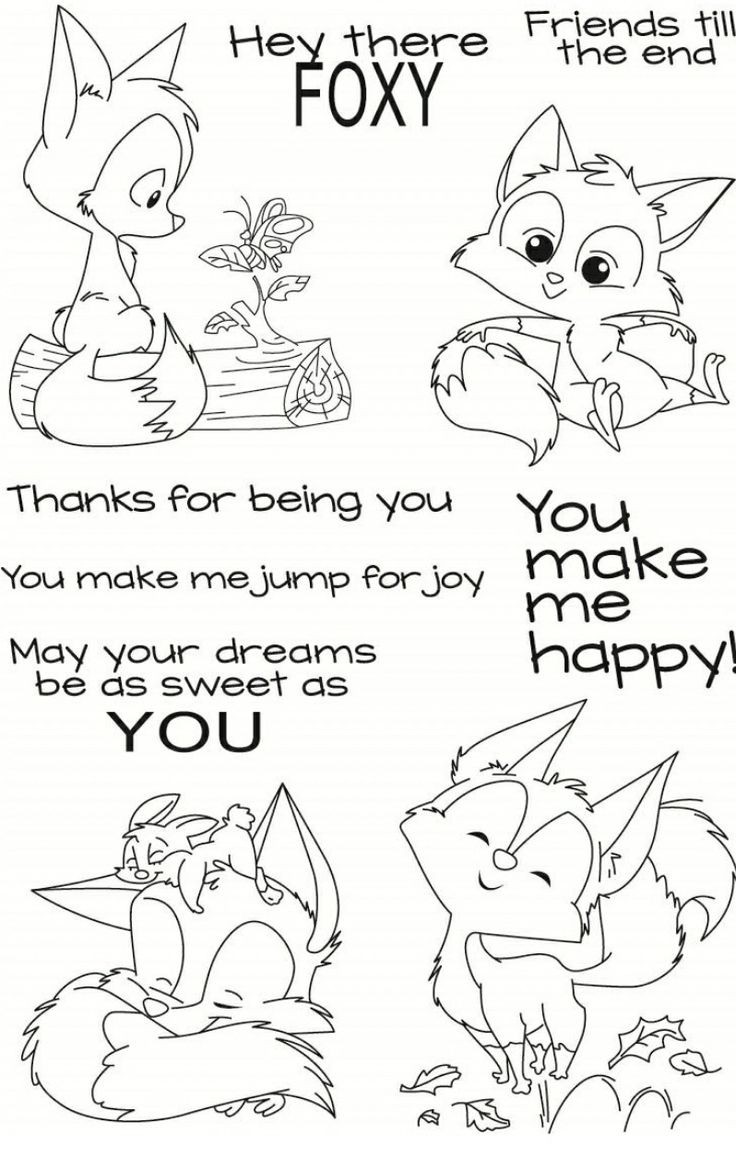 Hey there
FOXY
Friends till
the end
Thanks for being you
You make me jump for joy
May your dreams
be as sweet as
YOU
You
make
me
happy!